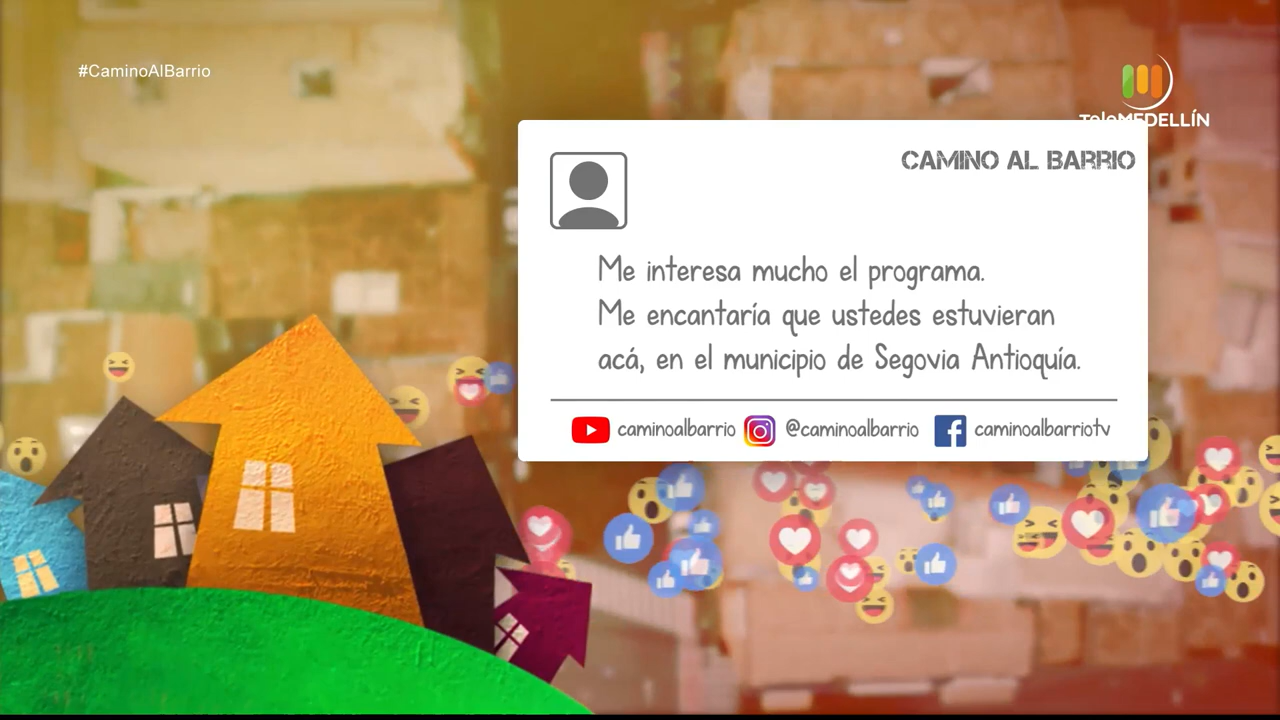 #CaminoAlBarrio
TeleMEDELLÍN
CAMINO AL BARRIO
Me interesa mucho el programa.
Me encantaría que ustedes estuvieran
acá, en el municipio de Segovia Antioquía.
caminoalbarrio @caminoalbarrio caminoalbarriotv